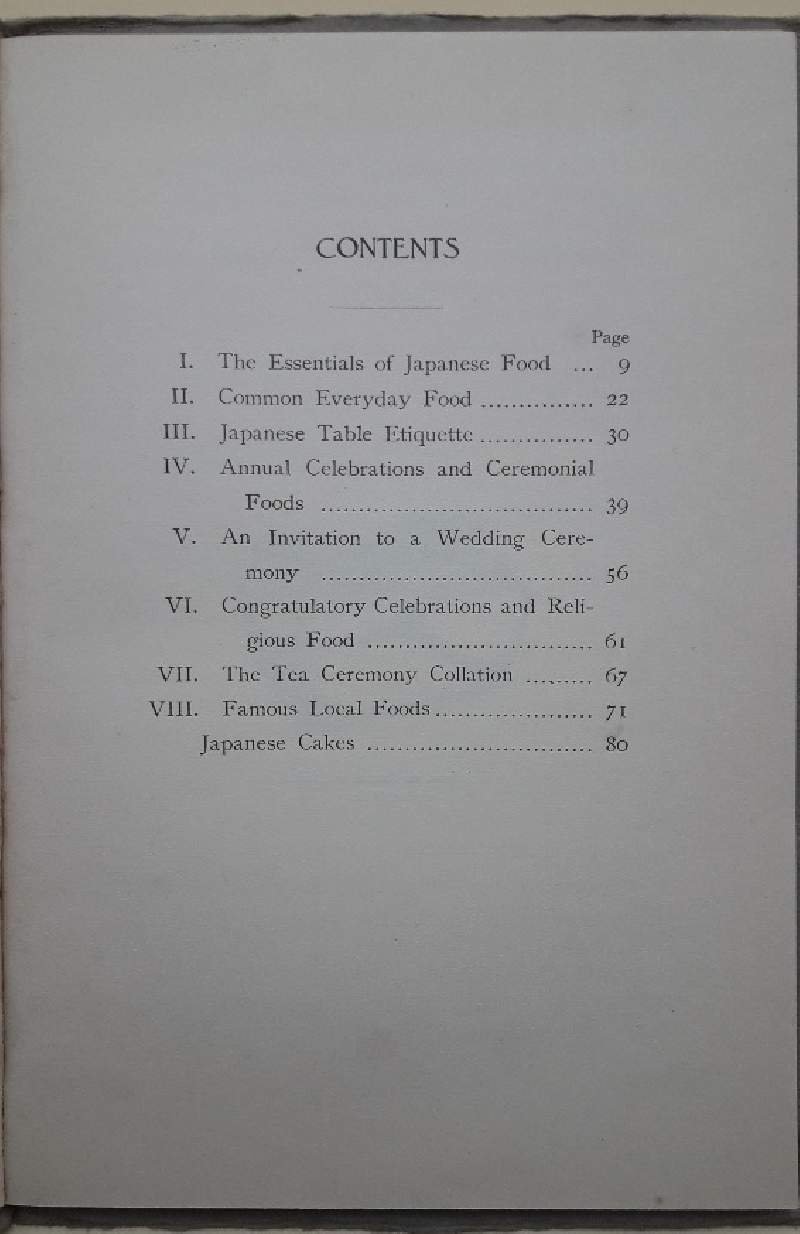 CONTENTS
Page
I. The Essentials of Japanese Food ... 9
II. Common Everyday Food ............... 22
III. Japanese Table Etiquette ............... 30
IV. Annual Celebrations and Ceremonial
Foods .................................... 39
V. An Invitation to a Wedding Cere-
mony .................................... 56
VI. Congratulatory Celebrations and Reli-
gious Food .............................. 61
VII. The Tea Ceremony Collation ......... 67
VIII. Famous Local Foods ..................... 71
Japanese Cakes .............................. 80